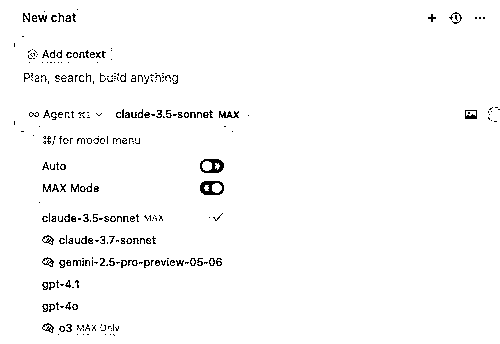 New chat
Add context
Plan, search, build anything
∞ Agent ⌘I claude-3.5-sonnet MAX
⌘/ for model menu
Auto
MAX Mode
claude-3.5-sonnet MAX
claude-3.7-sonnet
gemini-2.5-pro-preview-05-06
gpt-4.1
gpt-4o
o3 MAX Only